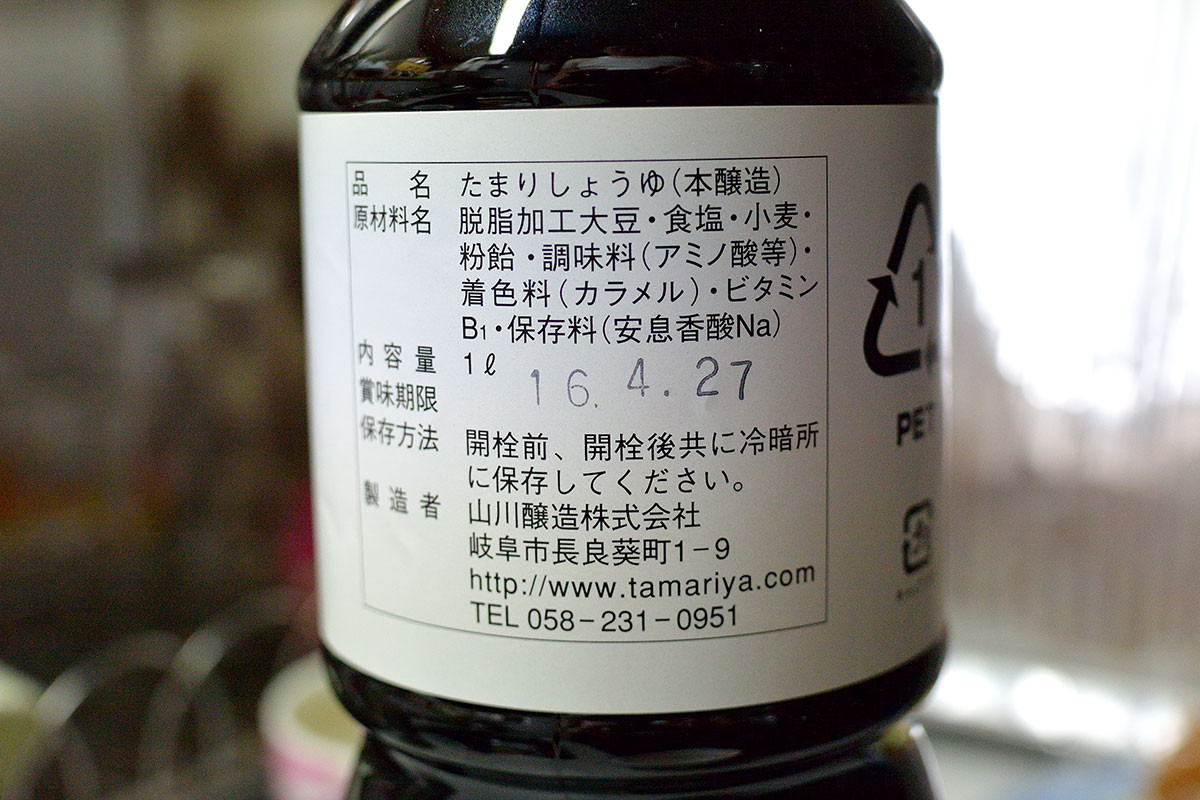 品名 たまりしょうゆ(本醸造)
原材料名 脱脂加工大豆・食塩・小麦・
粉飴・調味料(アミノ酸等)・
着色料(カラメル)・ビタミン
B1・保存料(安息香酸Na)
内容量 1ℓ
賞味期限 16.4.27
保存方法 開栓前、開栓後共に冷暗所
に保存してください。
製造者 山川醸造株式会社
岐阜市長良葵町1-9
http://www.tamariya.com
TEL 058-231-0951
1
PET